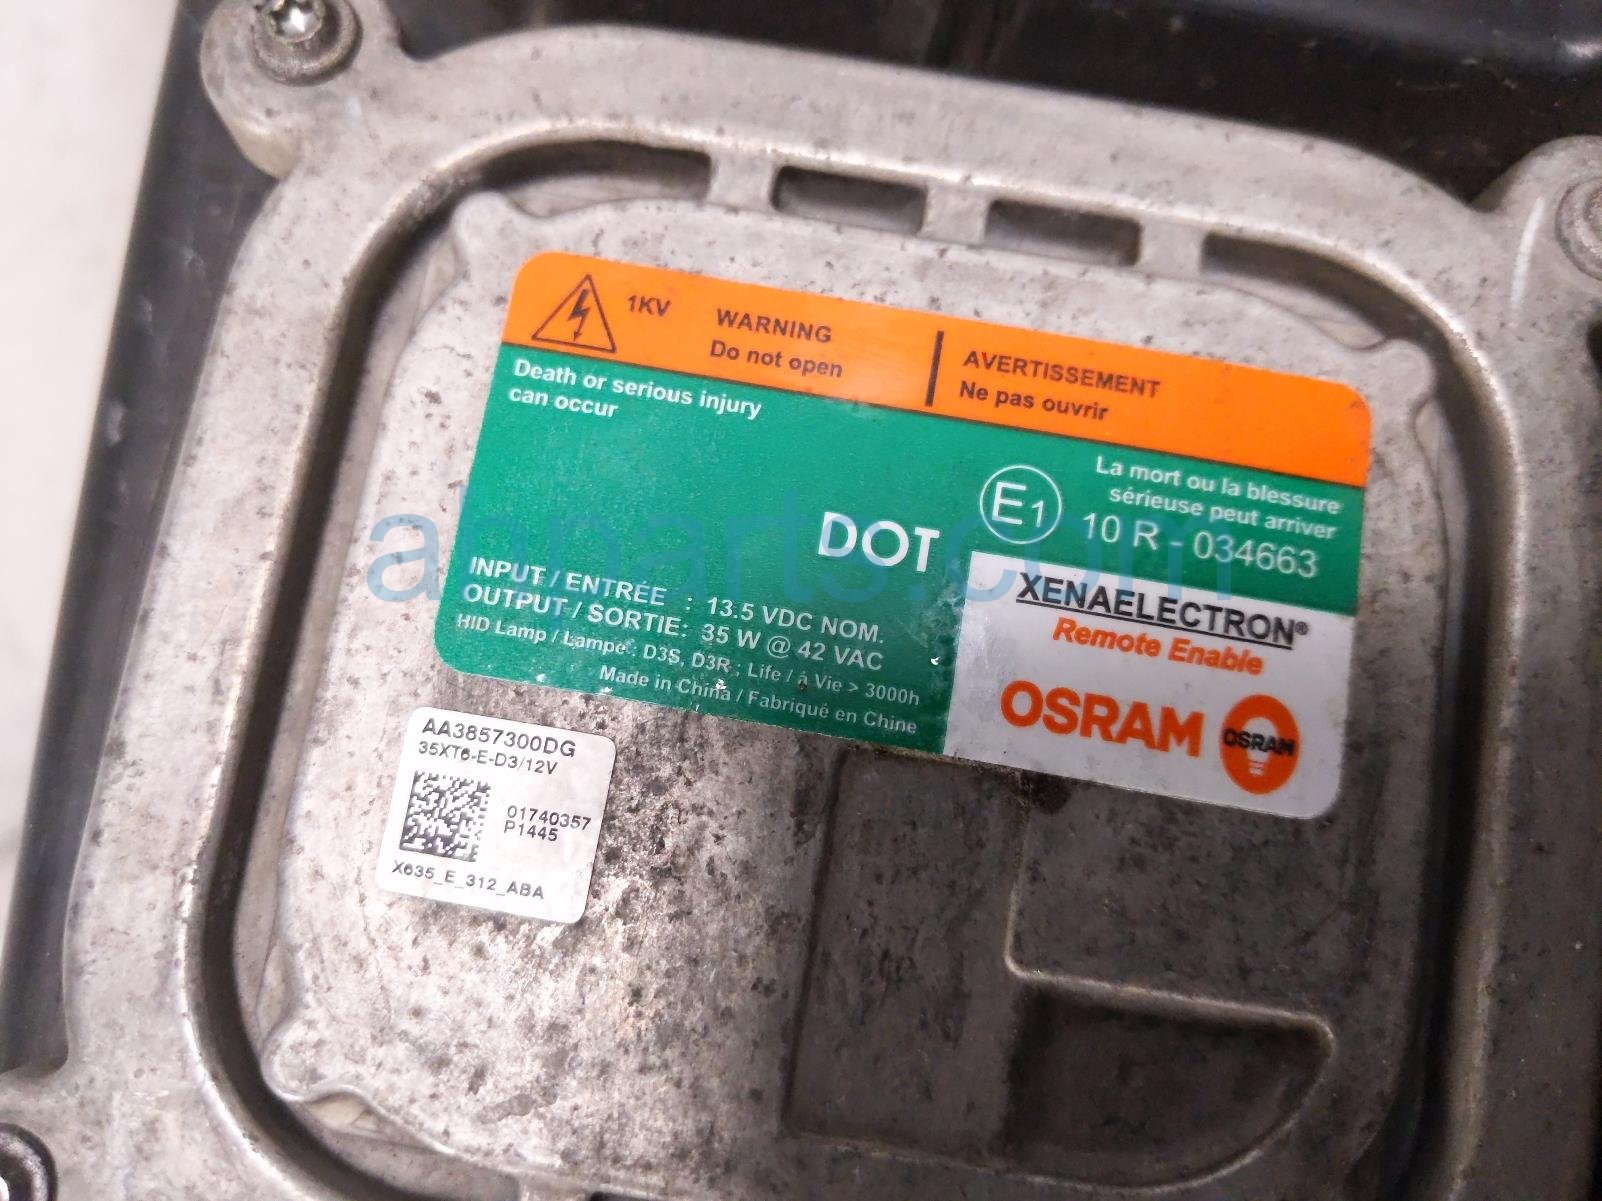 1KV
WARNING
Do not open
AVERTISSEMENT
Ne pas ouvrir
Death or serious injury
can occur
La mort ou la blessure
sérieuse peut arriver
E1
10 R - 034663
DOT
INPUT / ENTRÉE : 13.5 VDC NOM.
OUTPUT / SORTIE: 35 W @ 42 VAC
HID Lamp / Lampe : D3S, D3R ; Life / á Vie > 3000h
Made in China / Fabriqué en Chine
XENAELECTRON®
Remote Enable
OSRAM
OSRAM
AA3857300DG
35XT6-E-D3/12V
01740357
P1445
X635_E_312_ABA
ahparts.com